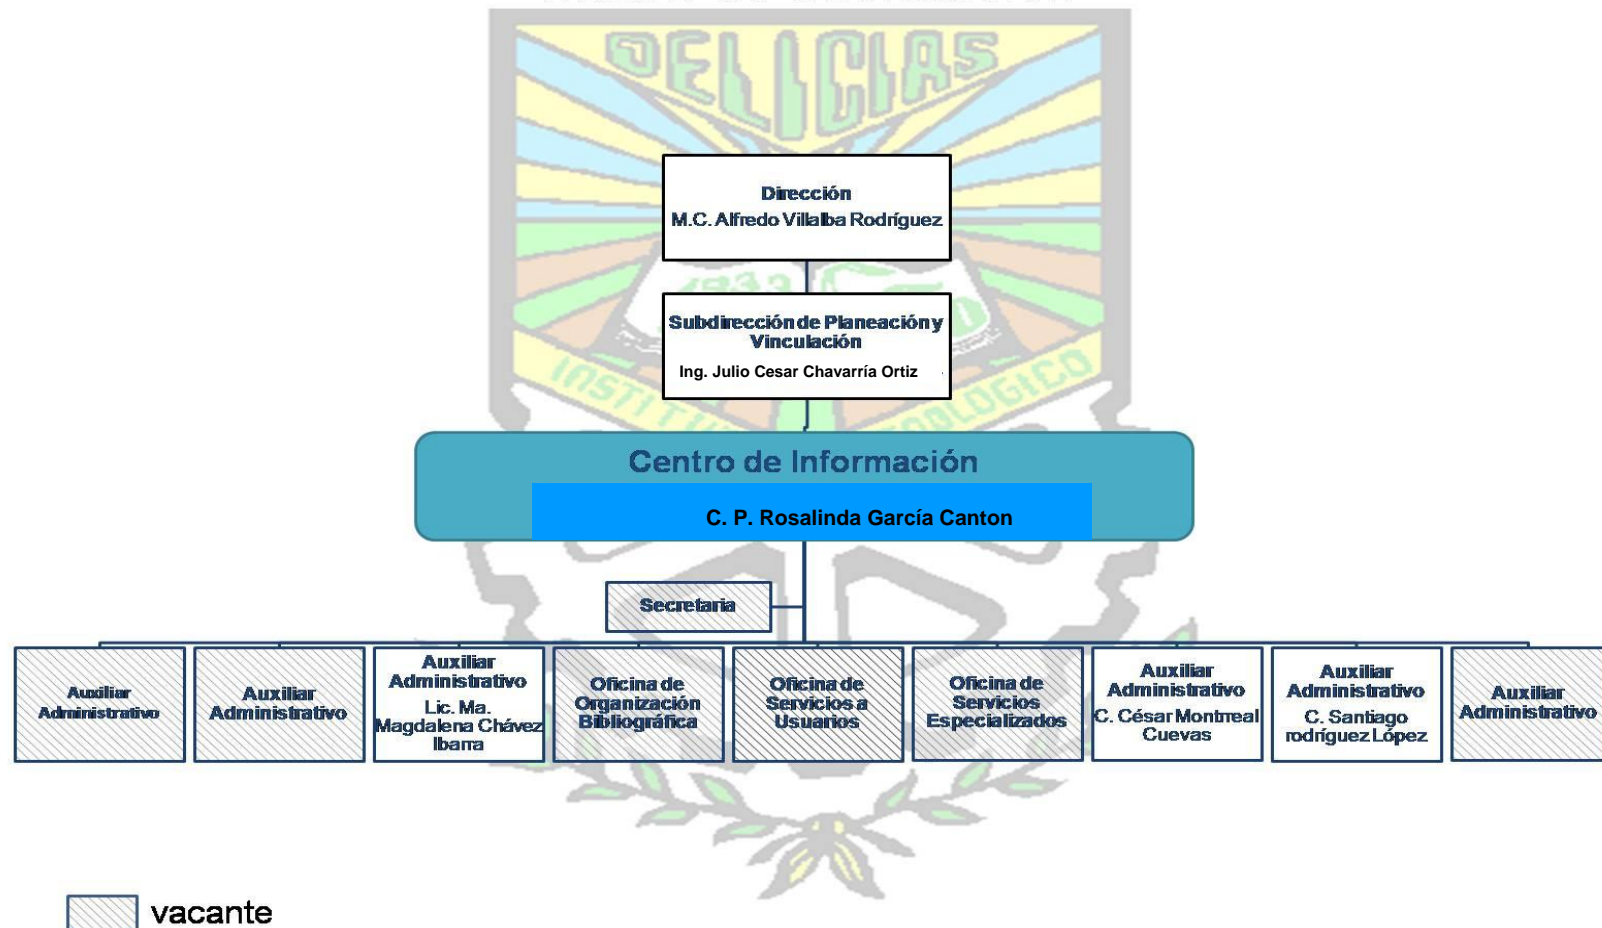 DELICIAS
Dirección
M.C. Alfredo Villalba Rodríguez
1933
Subdirección de Planeación y
Vinculación
Ing. Julio Cesar Chavarría Ortiz
Centro de Información
C. P. Rosalinda García Canton
Secretaria
Auxiliar
Administrativo
Auxiliar
Administrativo
Auxiliar
Administrativo
Lic. Ma.
Magdalena Chávez
Ibarra
Oficina de
Organización
Bibliográfica
Oficina de
Servicios a
Usuarios
Oficina de
Servicios
Especializados
Auxiliar
Administrativo
C. César Montrreal
Cuevas
Auxiliar
Administrativo
C. Santiago
rodríguez López
Auxiliar
Administrativo
vacante